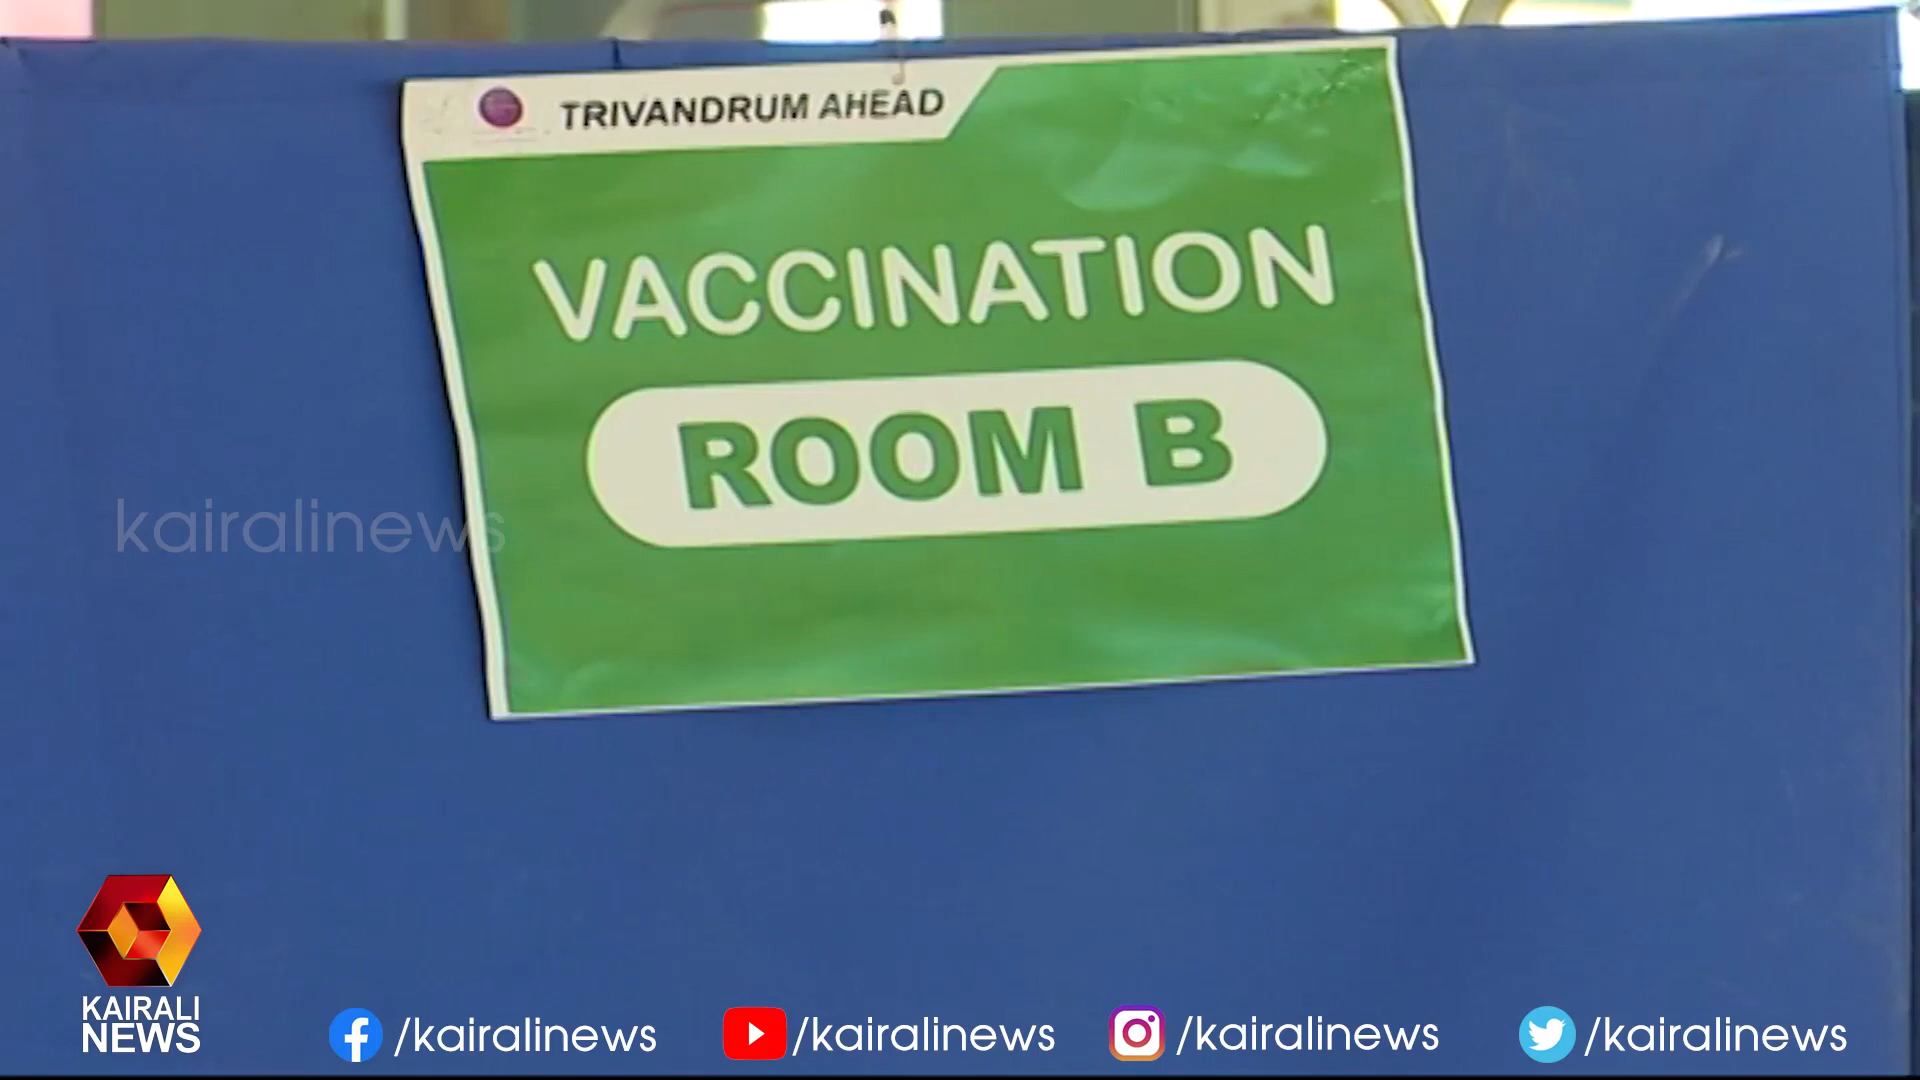 TRIVANDRUM AHEAD
VACCINATION
ROOM B
kairalinews
KAIRALI
NEWS
/kairalinews
/kairalinews
/kairalinews
/kairalinews